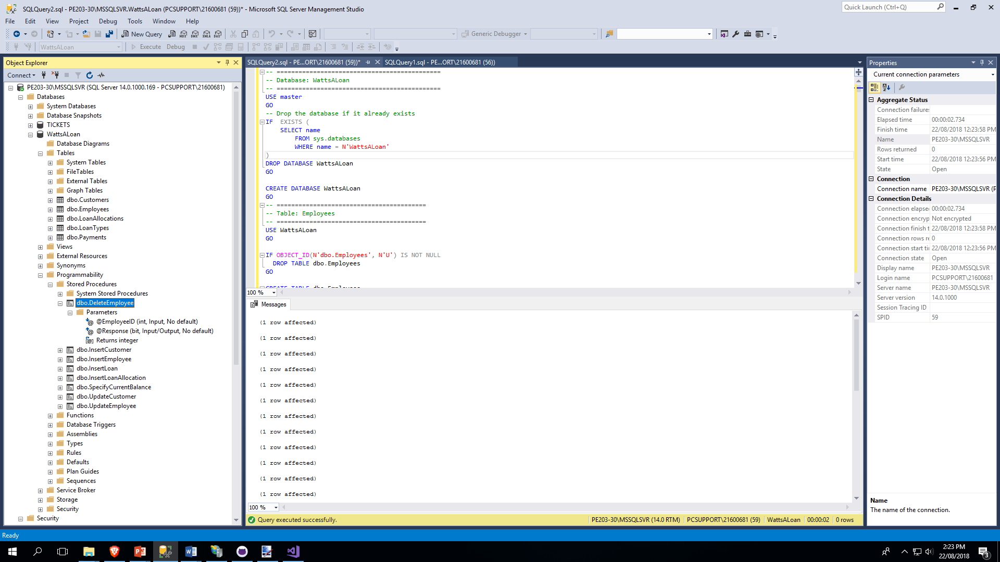 SQLQuery2.sql - PE203-30\MSSQLSVR.WattsALoan (PCSUPPORT\21600681 (59))* - Microsoft SQL Server Management Studio
Quick Launch (Ctrl+Q)
File Edit View Project Debug Tools Window Help
New Query
MDX DMX XMLA DAX
Generic Debugger
WattsALoan
Execute Debug
Object Explorer
Connect
PE203-30\MSSQLSVR (SQL Server 14.0.1000.169 - PCSUPPORT\21600681)
Databases
System Databases
Database Snapshots
TICKETS
WattsALoan
Database Diagrams
Tables
System Tables
FileTables
External Tables
Graph Tables
dbo.Customers
dbo.Employees
dbo.LoanAllocations
dbo.LoanTypes
dbo.Payments
Views
External Resources
Synonyms
Programmability
Stored Procedures
System Stored Procedures
dbo.DeleteEmployee
Parameters
@EmployeeID (int, Input, No default)
@Response (bit, Input/Output, No default)
Returns integer
dbo.InsertCustomer
dbo.InsertEmployee
dbo.InsertLoan
dbo.InsertLoanAllocation
dbo.SpecifyCurrentBalance
dbo.UpdateCustomer
dbo.UpdateEmployee
Functions
Database Triggers
Assemblies
Types
Rules
Defaults
Plan Guides
Sequences
Service Broker
Storage
Security
Security
SQLQuery2.sql - PE...ORT\21600681 (59))*
SQLQuery1.sql - PE...ORT\21600681 (56))
-- =============================================
-- Database: WattsALoan
-- =============================================
USE master
GO
-- Drop the database if it already exists
IF  EXISTS (
    SELECT name
        FROM sys.databases
        WHERE name = N'WattsALoan'
)
DROP DATABASE WattsALoan
GO
CREATE DATABASE WattsALoan
GO
-- =========================================
-- Table: Employees
-- =========================================
USE WattsALoan
GO
IF OBJECT_ID(N'dbo.Employees', N'U') IS NOT NULL
  DROP TABLE dbo.Employees
GO
CREATE TABLE dbo.Employees
100 %
Messages
(1 row affected)
(1 row affected)
(1 row affected)
(1 row affected)
(1 row affected)
(1 row affected)
(1 row affected)
(1 row affected)
(1 row affected)
(1 row affected)
(1 row affected)
(1 row affected)
100 %
Query executed successfully.
PE203-30\MSSQLSVR (14.0 RTM) PCSUPPORT\21600681 (59) WattsALoan 00:00:02 0 rows
Properties
Current connection parameters
Aggregate Status
Connection failures
Elapsed time 00:00:02.734
Finish time 22/08/2018 12:23:58 PM
Name PE203-30\MSSQLSVR
Rows returned 0
Start time 22/08/2018 12:23:56 PM
State Open
Connection
Connection name PE203-30\MSSQLSVR (P
Connection Details
Connection elapse 00:00:02.734
Connection encryp Not encrypted
Connection finish t 22/08/2018 12:23:58 PM
Connection rows re 0
Connection start ti 22/08/2018 12:23:56 PM
Connection state Open
Display name PE203-30\MSSQLSVR
Login name PCSUPPORT\21600681
Server name PE203-30\MSSQLSVR
Server version 14.0.1000
Session Tracing ID
SPID 59
Name
The name of the connection.
Ready
2:23 PM
22/08/2018
3